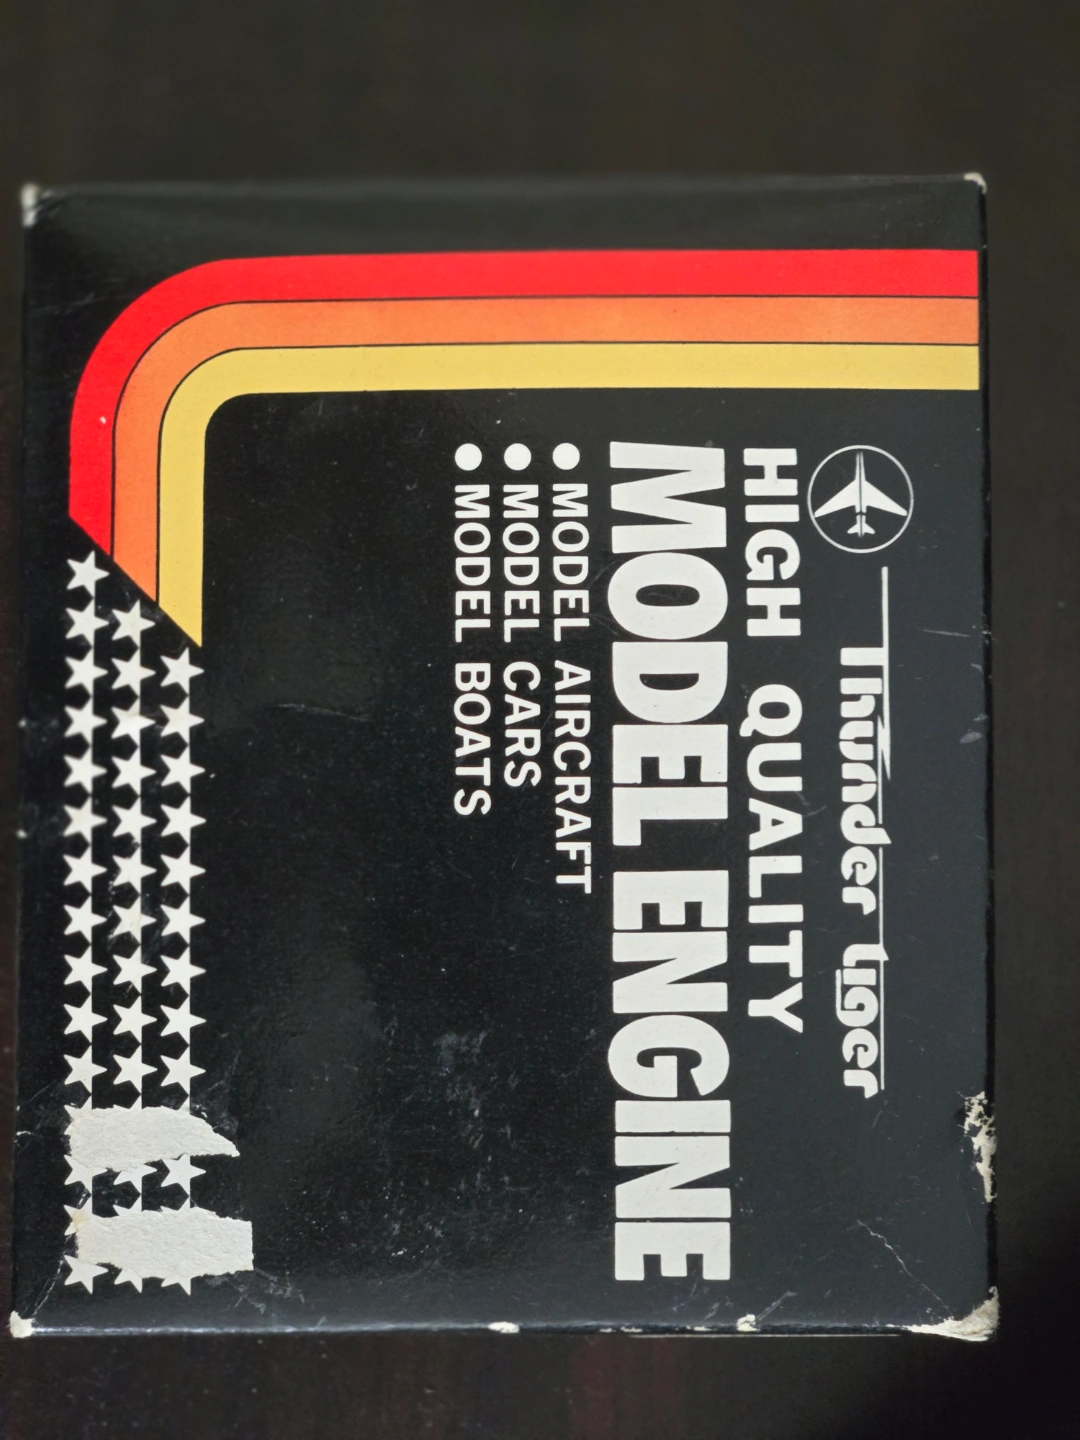 Thunder tiger
HIGH QUALITY
MODEL ENGINE
● MODEL AIRCRAFT
● MODEL CARS
● MODEL BOATS